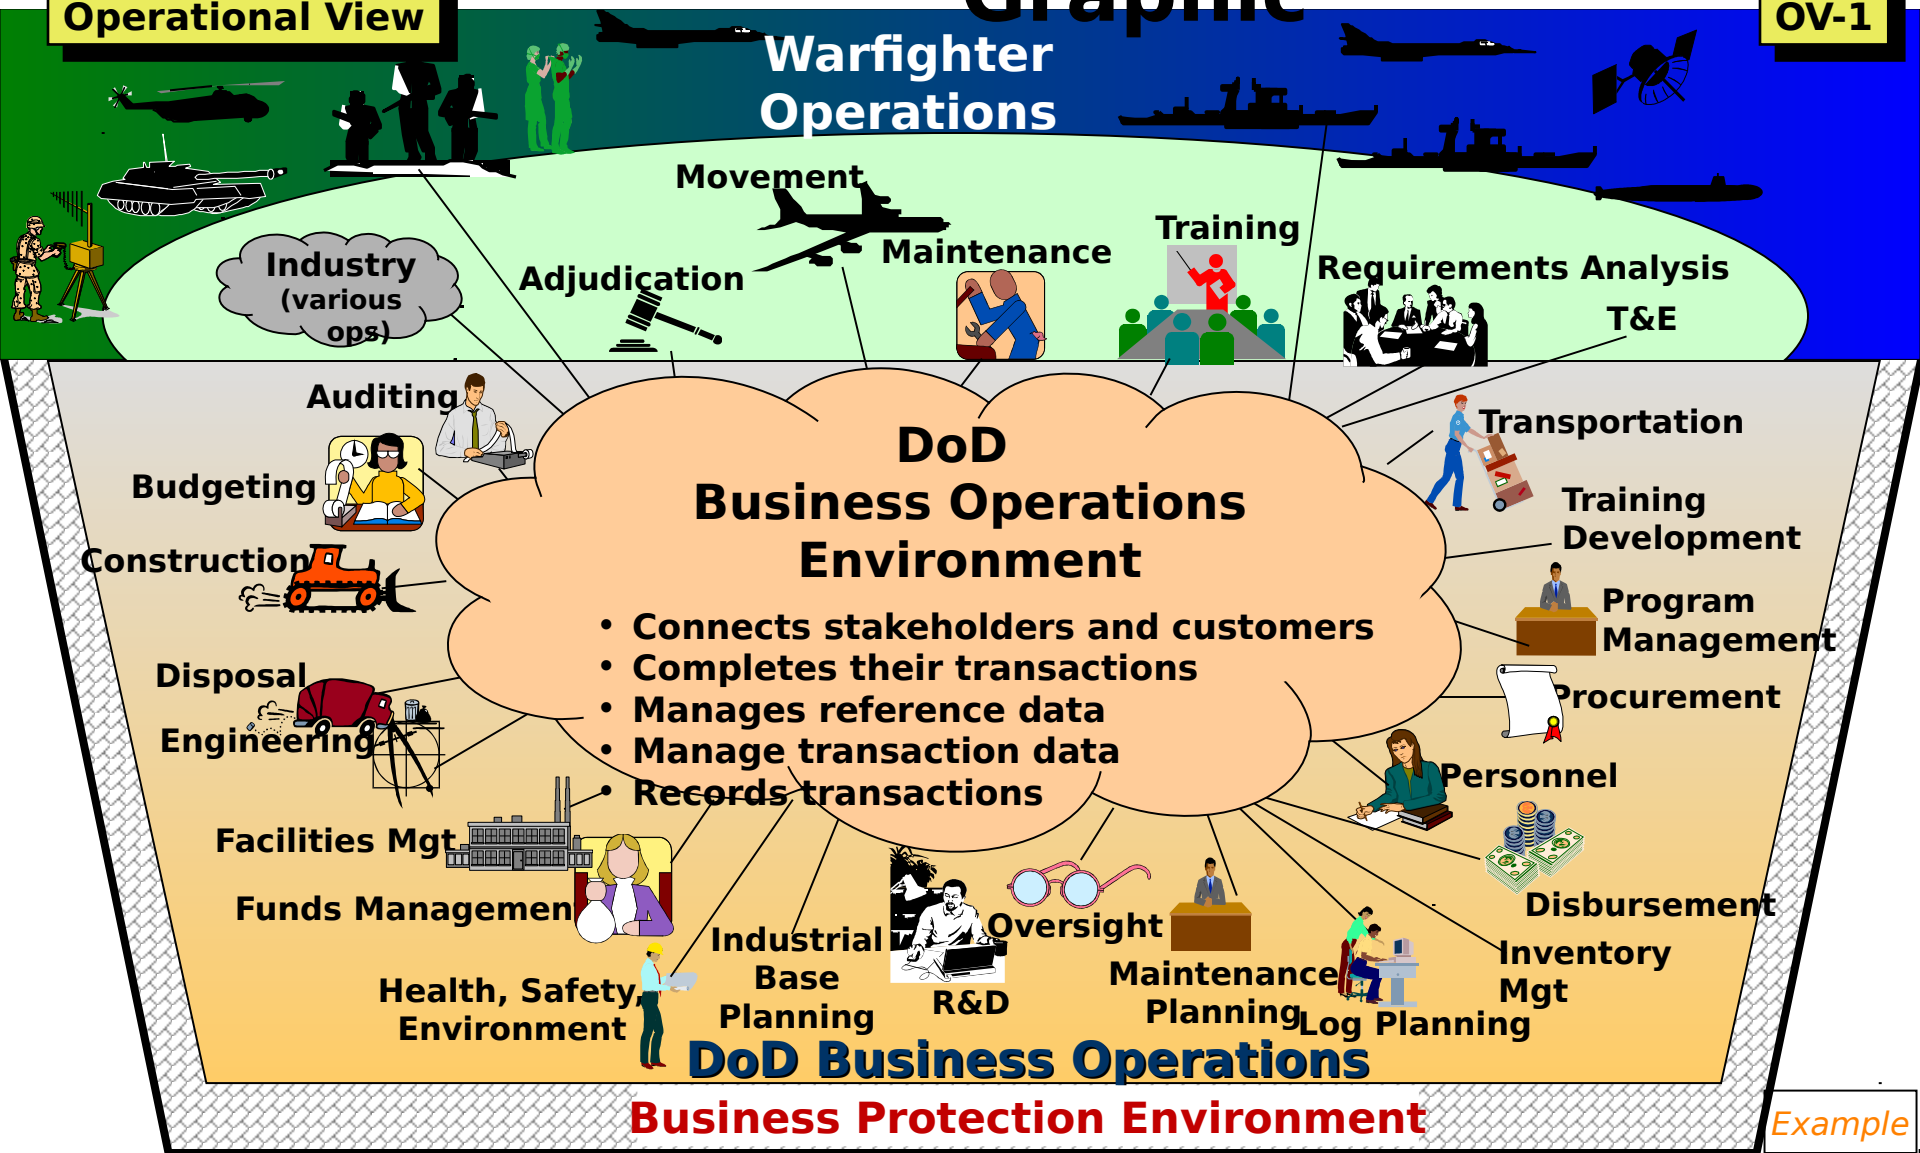 Graphic
Operational View
OV-1
Warfighter
Operations
Movement
Training
Maintenance
Adjudication
Industry
(various
ops)
Requirements Analysis
T&E
Auditing
Budgeting
Construction
Disposal
Engineering
Facilities Mgt
Funds Management
Health, Safety,
Environment
DoD
Business Operations
Environment
• Connects stakeholders and customers
• Completes their transactions
• Manages reference data
• Manage transaction data
• Records transactions
Transportation
Training
Development
Program
Management
Procurement
Personnel
Disbursement
Inventory
Mgt
Industrial
Base
Planning
R&D
Oversight
Maintenance
Planning
Log Planning
DoD Business Operations
Business Protection Environment
Example